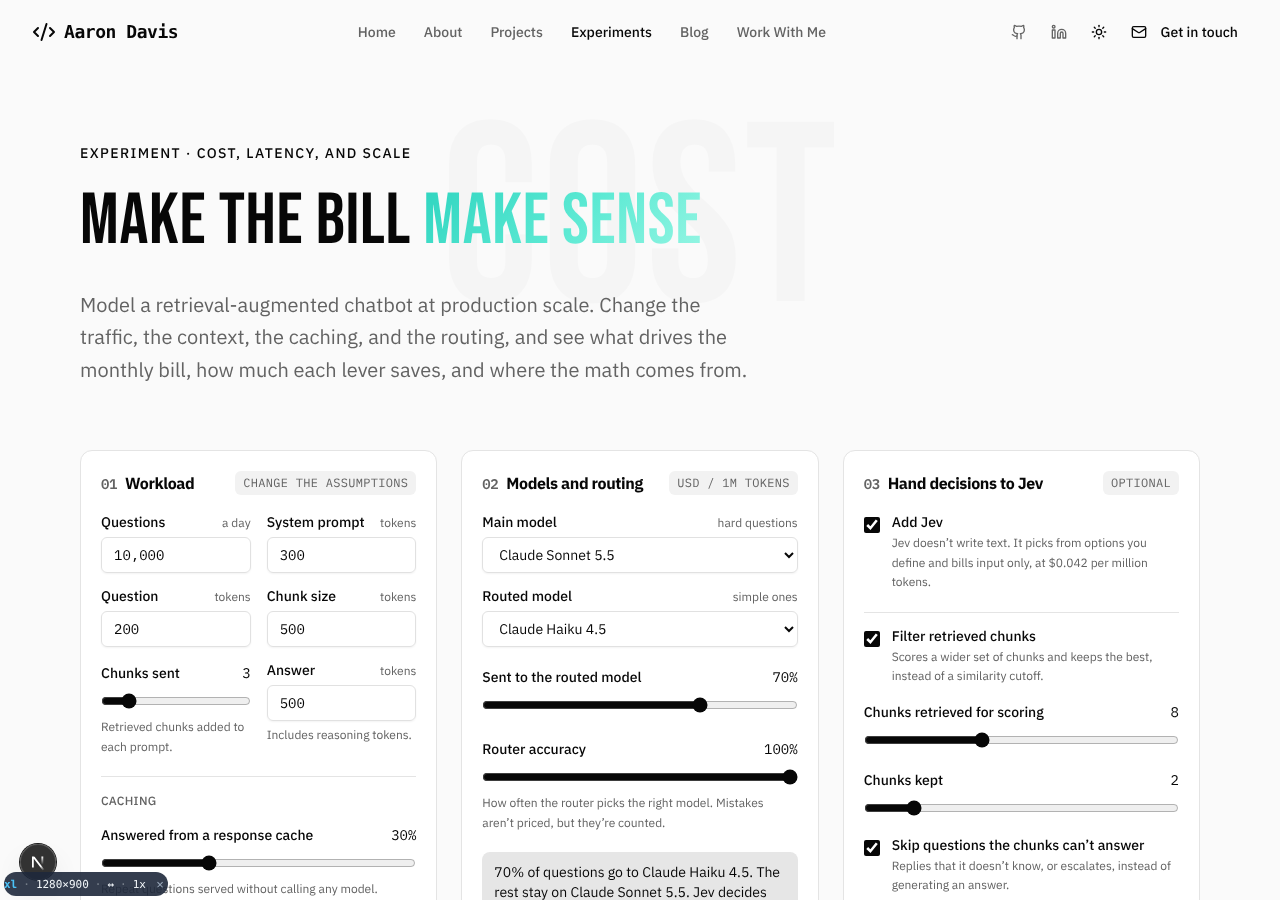 Aaron Davis
Home
About
Projects
Experiments
Blog
Work With Me
Get in touch
COST
EXPERIMENT · COST, LATENCY, AND SCALE
MAKE THE BILL MAKE SENSE
Model a retrieval-augmented chatbot at production scale. Change the
traffic, the context, the caching, and the routing, and see what drives the
monthly bill, how much each lever saves, and where the math comes from.
01 Workload
CHANGE THE ASSUMPTIONS
Questions a day
10,000
System prompt tokens
300
Question tokens
200
Chunk size tokens
500
Chunks sent 3
Retrieved chunks added to
each prompt.
Answer tokens
500
Includes reasoning tokens.
CACHING
Answered from a response cache 30%
questions served without calling any model.
02 Models and routing
USD / 1M TOKENS
Main model hard questions
Claude Sonnet 5.5
Routed model simple ones
Claude Haiku 4.5
Sent to the routed model 70%
Router accuracy 100%
How often the router picks the right model. Mistakes
aren’t priced, but they’re counted.
70% of questions go to Claude Haiku 4.5. The
rest stay on Claude Sonnet 5.5. Jev decides
03 Hand decisions to Jev
OPTIONAL
Add Jev
Jev doesn’t write text. It picks from options you
define and bills input only, at $0.042 per million
tokens.
Filter retrieved chunks
Scores a wider set of chunks and keeps the best,
instead of a similarity cutoff.
Chunks retrieved for scoring 8
Chunks kept 2
Skip questions the chunks can’t answer
Replies that it doesn’t know, or escalates, instead of
generating an answer.
N
xl · 1280×900 · ↔ · 1x ×